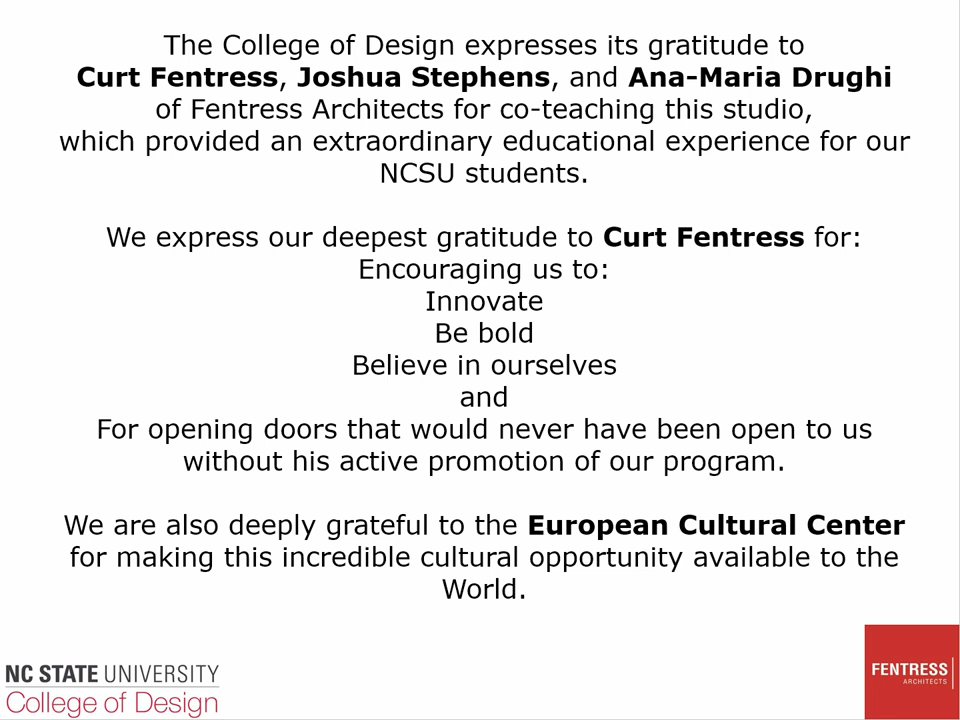 The College of Design expresses its gratitude to
Curt Fentress, Joshua Stephens, and Ana-Maria Drughi
of Fentress Architects for co-teaching this studio,
which provided an extraordinary educational experience for our
NCSU students.
We express our deepest gratitude to Curt Fentress for:
Encouraging us to:
Innovate
Be bold
Believe in ourselves
and
For opening doors that would never have been open to us
without his active promotion of our program.
We are also deeply grateful to the European Cultural Center
for making this incredible cultural opportunity available to the
World.
NC STATE UNIVERSITY
College of Design
FENTRESS
ARCHITECTS